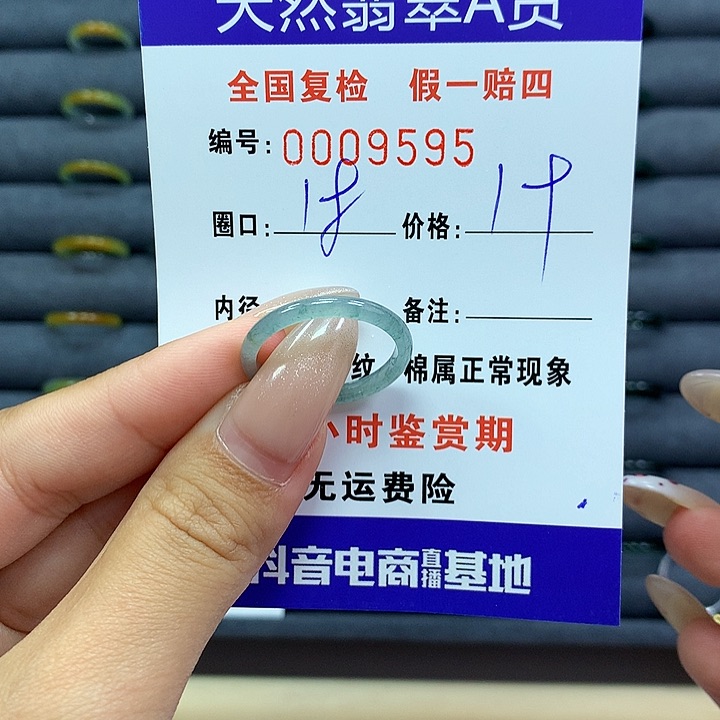 天然翡翠A货
全国复检 假一赔四
编号: 0009595
圈口: 18 价格: 19
内径 备注:
纹 棉属正常现象
小时鉴赏期
无运费险
抖音电商直播基地